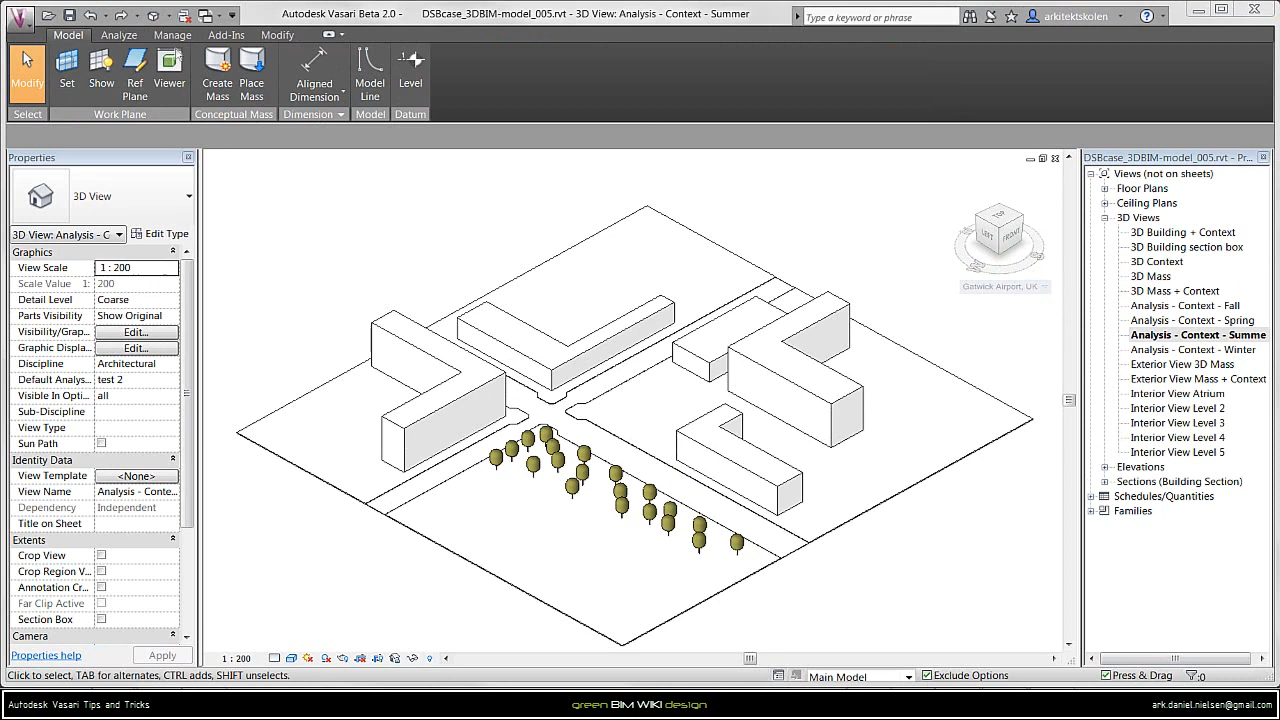 Autodesk Vasari Beta 2.0 - DSBcase_3DBIM-model_005.rvt - 3D View: Analysis - Context - Summer
Type a keyword or phrase
arkitektskolen
Model Analyze Manage Add-Ins Modify
Modify Set Show Ref Plane Viewer Create Mass Place Mass Aligned Dimension Model Line Level
Select Work Plane Conceptual Mass Dimension Model Datum
Properties
3D View
3D View: Analysis - C Edit Type
Graphics
View Scale 1 : 200
Scale Value 1: 200
Detail Level Coarse
Parts Visibility Show Original
Visibility/Grap... Edit...
Graphic Displa... Edit...
Discipline Architectural
Default Analys... test 2
Visible In Opti... all
Sub-Discipline
View Type
Sun Path
Identity Data
View Template <None>
View Name Analysis - Conte...
Dependency Independent
Title on Sheet
Extents
Crop View
Crop Region V...
Annotation Cr...
Far Clip Active
Section Box
Camera
Properties help Apply
TOP
LEFT FRONT
Gatwick Airport, UK
1 : 200
DSBcase_3DBIM-model_005.rvt - Pr...
Views (not on sheets)
Floor Plans
Ceiling Plans
3D Views
3D Building + Context
3D Building section box
3D Context
3D Mass
3D Mass + Context
Analysis - Context - Fall
Analysis - Context - Spring
Analysis - Context - Summe
Analysis - Context - Winter
Exterior View 3D Mass
Exterior View Mass + Context
Interior View Atrium
Interior View Level 2
Interior View Level 3
Interior View Level 4
Interior View Level 5
Elevations
Sections (Building Section)
Schedules/Quantities
Families
Click to select, TAB for alternates, CTRL adds, SHIFT unselects.
Main Model Exclude Options Press & Drag :0
Autodesk Vasari Tips and Tricks green BIM WIKI design ark.daniel.nielsen@gmail.com